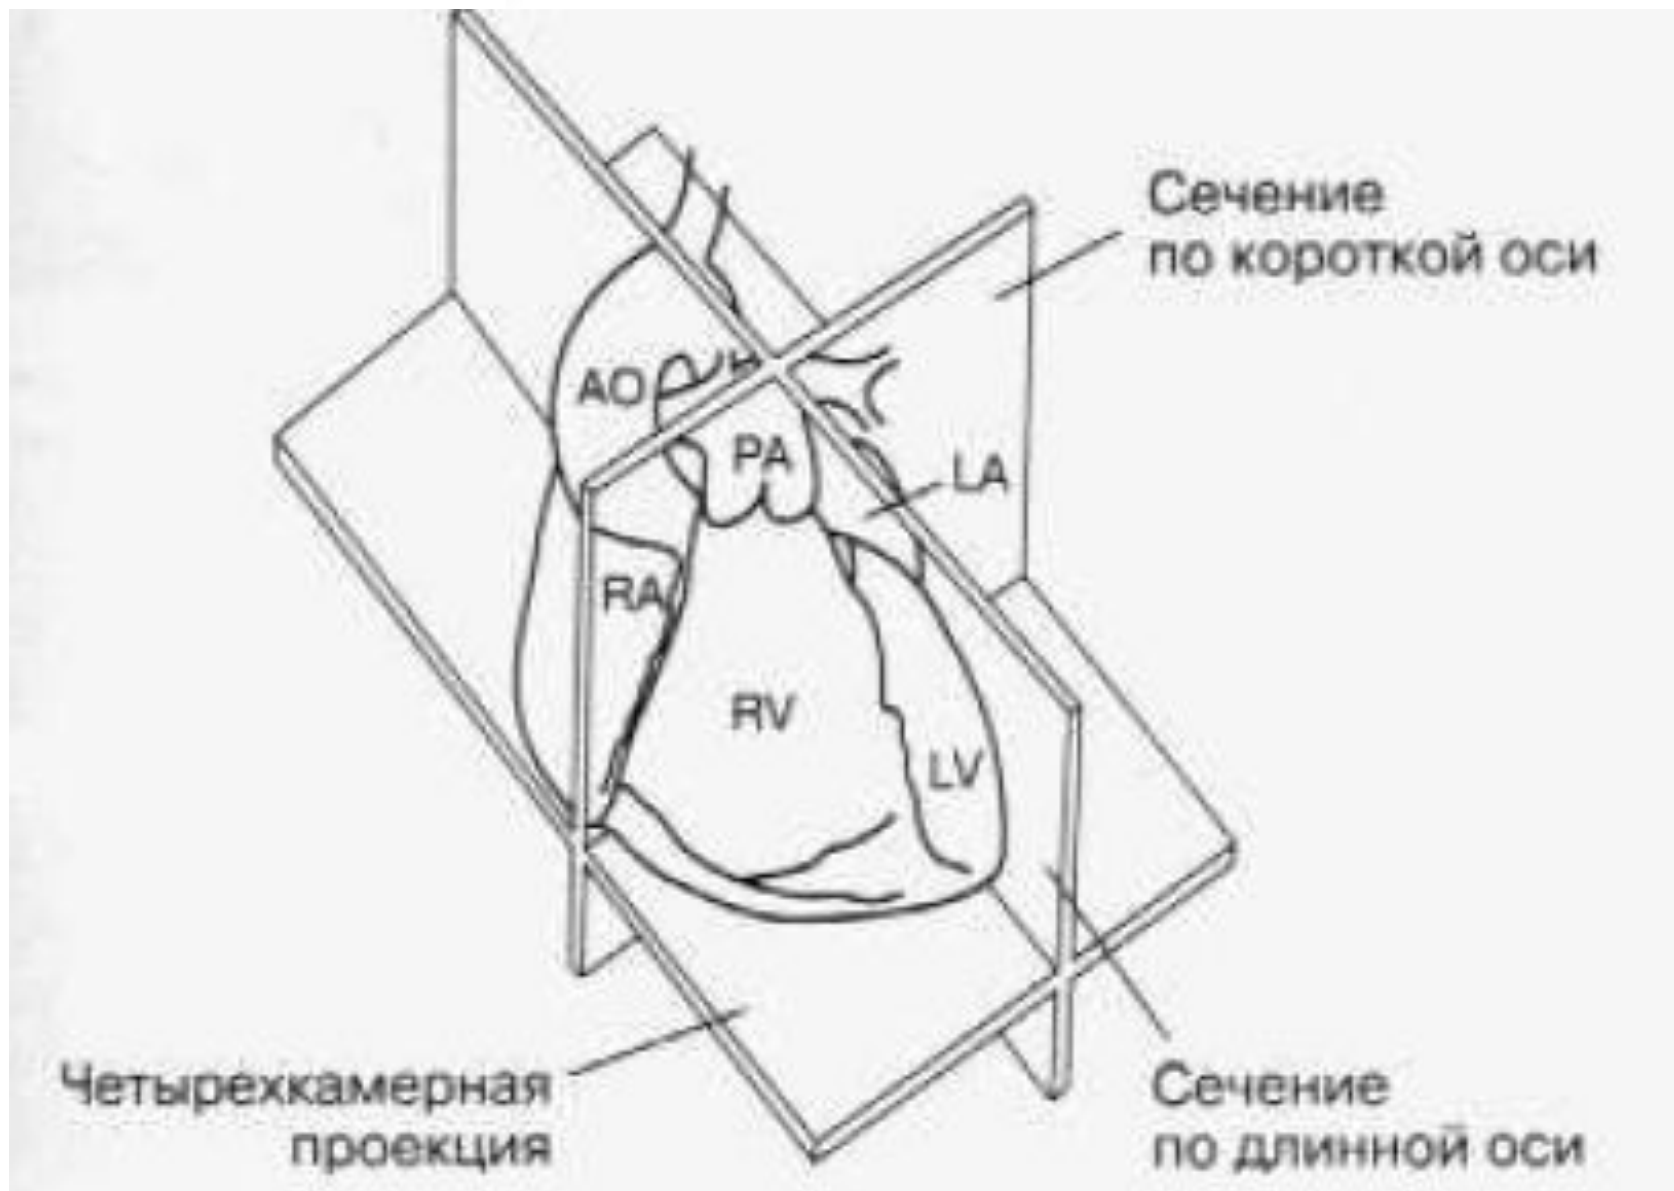 Сечение
по короткой оси
AO
PA
LA
RA
RV
LV
Четырехкамерная
проекция
Сечение
по длинной оси